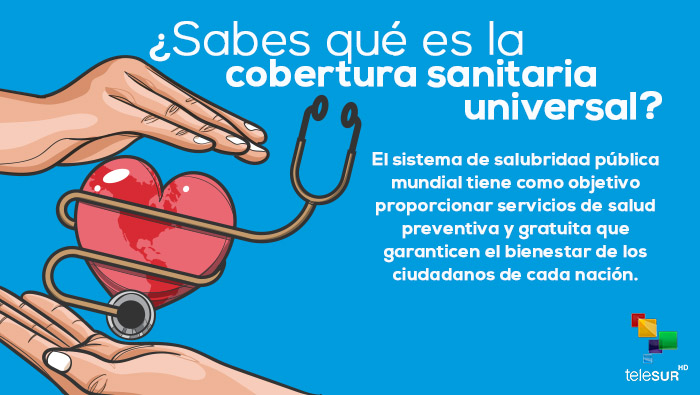 ¿Sabes qué es la
cobertura sanitaria
universal?
El sistema de salubridad pública
mundial tiene como objetivo
proporcionar servicios de salud
preventiva y gratuita que
garanticen el bienestar de los
ciudadanos de cada nación.
teleSUR HD